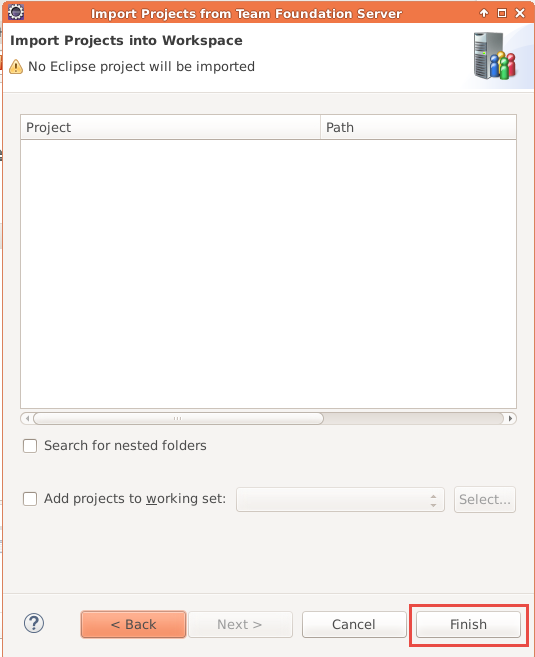 Import Projects from Team Foundation Server
Import Projects into Workspace
No Eclipse project will be imported
Project Path
Search for nested folders
Add projects to working set: Select...
? < Back Next > Cancel Finish